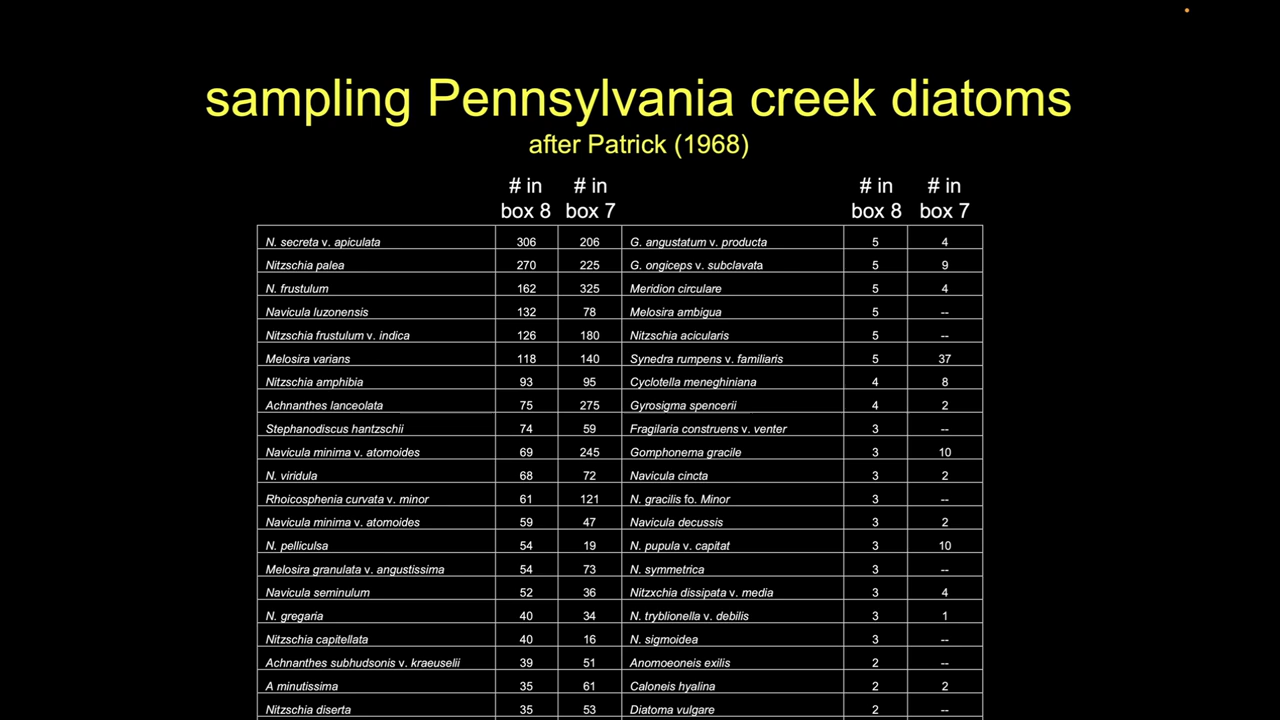 sampling Pennsylvania creek diatoms
after Patrick (1968)
# in box 8 # in box 7 # in box 8 # in box 7
N. secreta v. apiculata 306 206 G. angustatum v. producta 5 4
Nitzschia palea 270 225 G. ongiceps v. subclavata 5 9
N. frustulum 162 325 Meridion circulare 5 4
Navicula luzonensis 132 78 Melosira ambigua 5 --
Nitzschia frustulum v. indica 126 180 Nitzschia acicularis 5 --
Melosira varians 118 140 Synedra rumpens v. familiaris 5 37
Nitzschia amphibia 93 95 Cyclotella meneghiniana 4 8
Achnanthes lanceolata 75 275 Gyrosigma spencerii 4 2
Stephanodiscus hantzschii 74 59 Fragilaria construens v. venter 3 --
Navicula minima v. atomoides 69 245 Gomphonema gracile 3 10
N. viridula 68 72 Navicula cincta 3 2
Rhoicosphenia curvata v. minor 61 121 N. gracilis fo. Minor 3 --
Navicula minima v. atomoides 59 47 Navicula decussis 3 2
N. pelliculsa 54 19 N. pupula v. capitat 3 10
Melosira granulata v. angustissima 54 73 N. symmetrica 3 --
Navicula seminulum 52 36 Nitzxchia dissipata v. media 3 4
N. gregaria 40 34 N. tryblionella v. debilis 3 1
Nitzschia capitellata 40 16 N. sigmoidea 3 --
Achnanthes subhudsonis v. kraeuselii 39 51 Anomoeoneis exilis 2 --
A minutissima 35 61 Caloneis hyalina 2 2
Nitzschia diserta 35 53 Diatoma vulgare 2 --